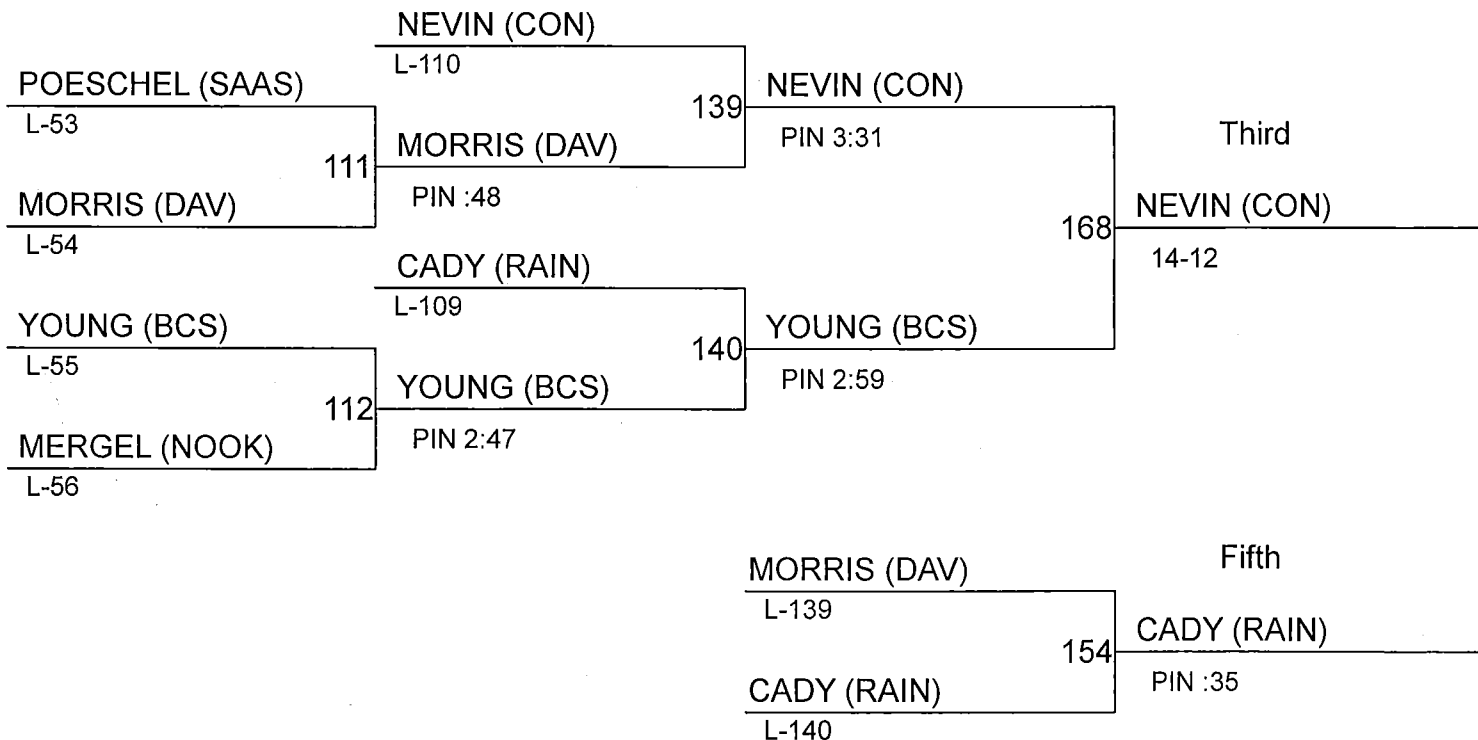 NEVIN (CON)
L-110
POESCHEL (SAAS)
L-53
139
NEVIN (CON)
PIN 3:31
Third
111
MORRIS (DAV)
PIN :48
MORRIS (DAV)
L-54
168
NEVIN (CON)
14-12
CADY (RAIN)
L-109
YOUNG (BCS)
L-55
140
YOUNG (BCS)
PIN 2:59
112
YOUNG (BCS)
PIN 2:47
MERGEL (NOOK)
L-56
Fifth
MORRIS (DAV)
L-139
154
CADY (RAIN)
PIN :35
CADY (RAIN)
L-140